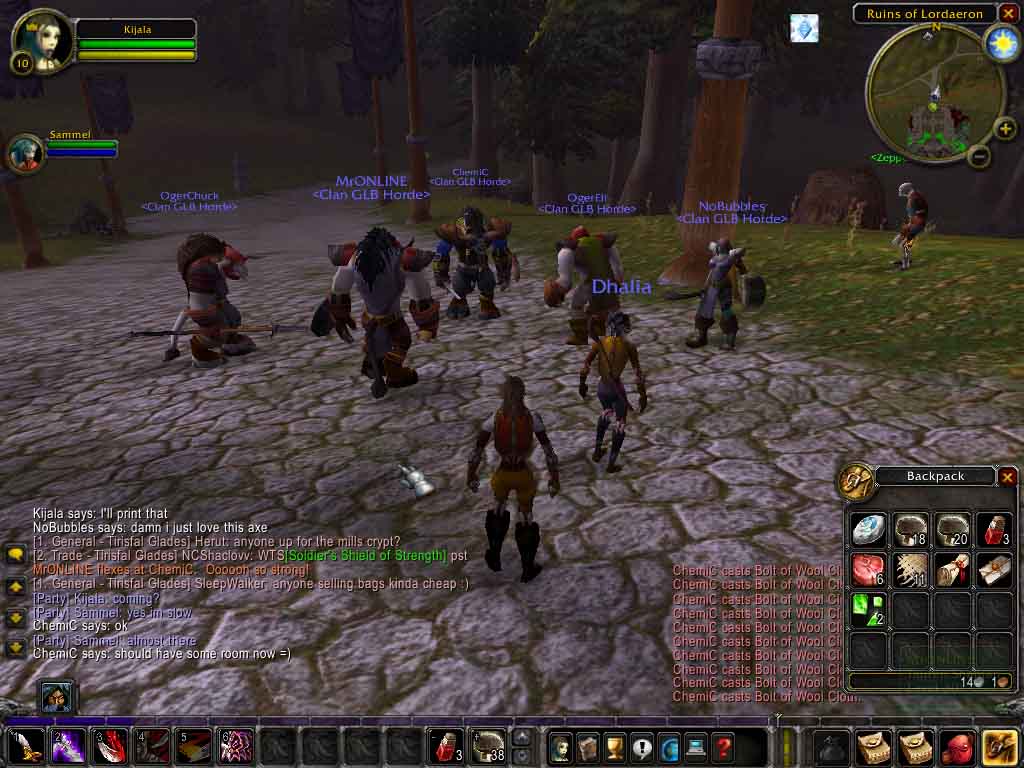 Kijala
10
Ruins of Lordaeron
N
Sammel
<Zepp
OgerChuck
<Clan GLB Horde>
MrONLINE
<Clan GLB Horde>
ChemiC
<Clan GLB Horde>
OgerEli
<Clan GLB Horde>
NoBubbles
<Clan GLB Horde>
Dhalia
Backpack
18
20
3
16
11
2
14 1
Kijala says: I'll print that
NoBubbles says: damn i just love this axe
[1. General - Tirisfal Glades] Herut: anyone up for the mills crypt?
[2. Trade - Tirisfal Glades] NCShaclovv: WTS[Soldier's Shield of Strength] pst
MrONLINE flexes at ChemiC. Oooooh so strong!
[1. General - Tirisfal Glades] SleepWalker: anyone selling bags kinda cheap :)
[Party] Kijala: coming?
[Party] Sammel: yes im slow
ChemiC says: ok
[Party] Sammel: almost there
ChemiC says: should have some room now =)
ChemiC casts Bolt of Wool Cl
ChemiC casts Bolt of Wool Cl
ChemiC casts Bolt of Wool Cl
ChemiC casts Bolt of Wool Cl
ChemiC casts Bolt of Wool Cl
ChemiC casts Bolt of Wool Cl
ChemiC casts Bolt of Wool Cl
ChemiC casts Bolt of Wool Cl
ChemiC casts Bolt of Wool Cl
ChemiC casts Bolt of Wool Cloth.
2 3 4 5 6 3 38